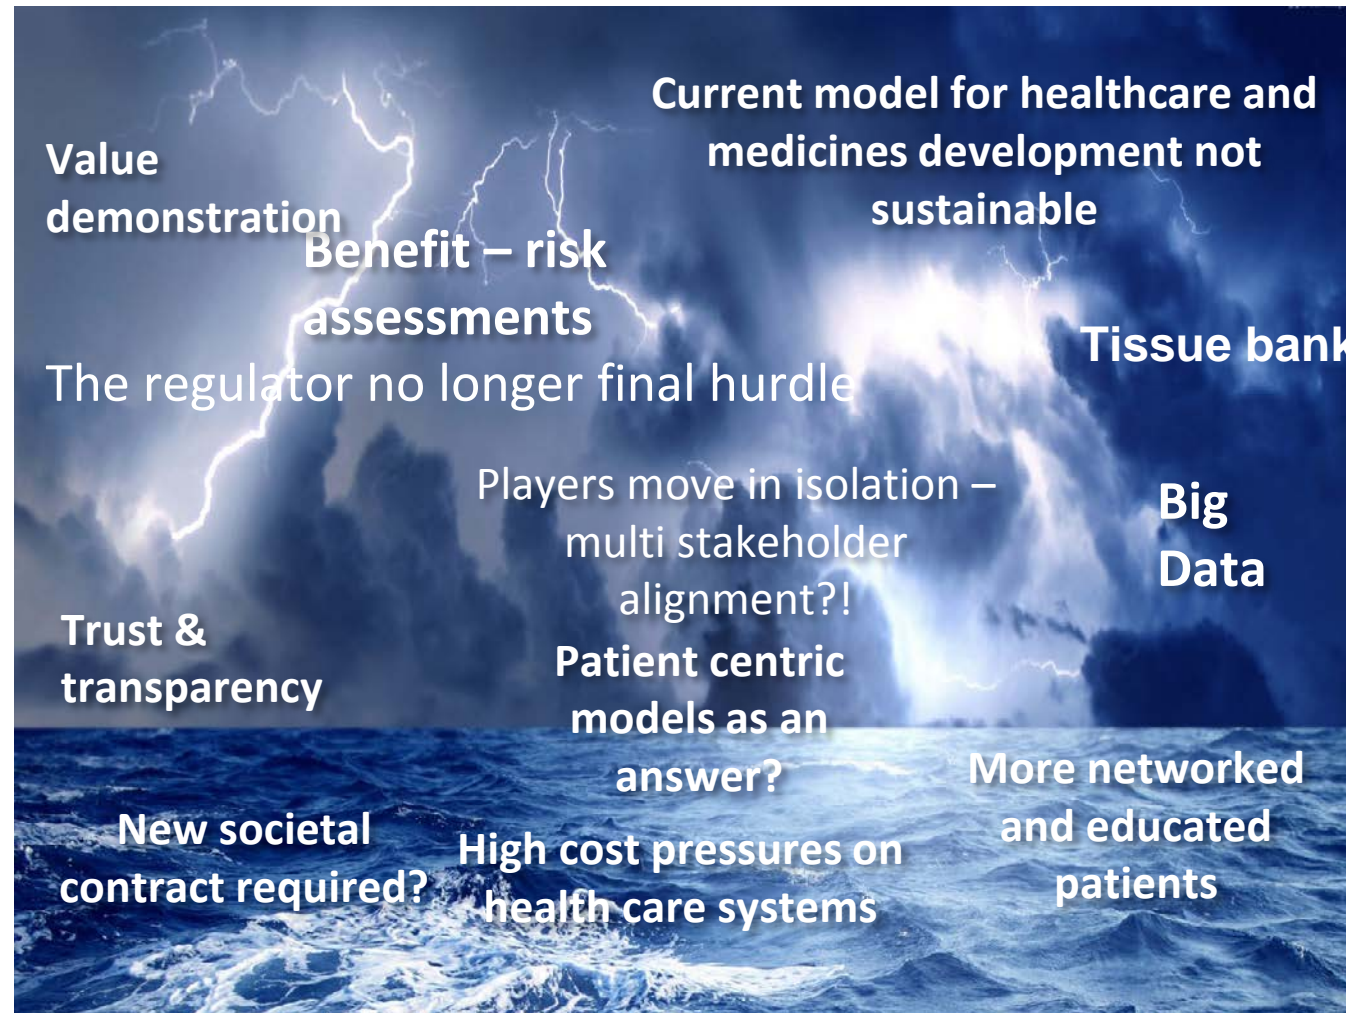 Current model for healthcare and
medicines development not
sustainable
Value
demonstration
Benefit – risk
assessments
Tissue bank
The regulator no longer final hurdle
Players move in isolation –
multi stakeholder
alignment?!
Big
Data
Trust &
transparency
Patient centric
models as an
answer?
More networked
and educated
patients
New societal
contract required?
High cost pressures on
health care systems